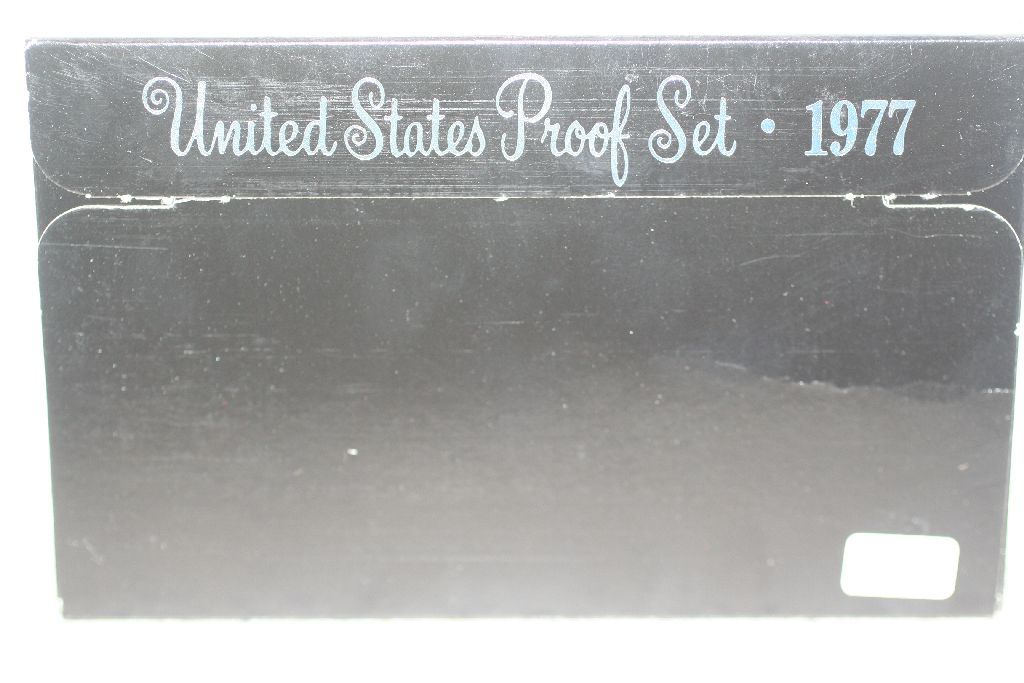 United States Proof Set • 1977